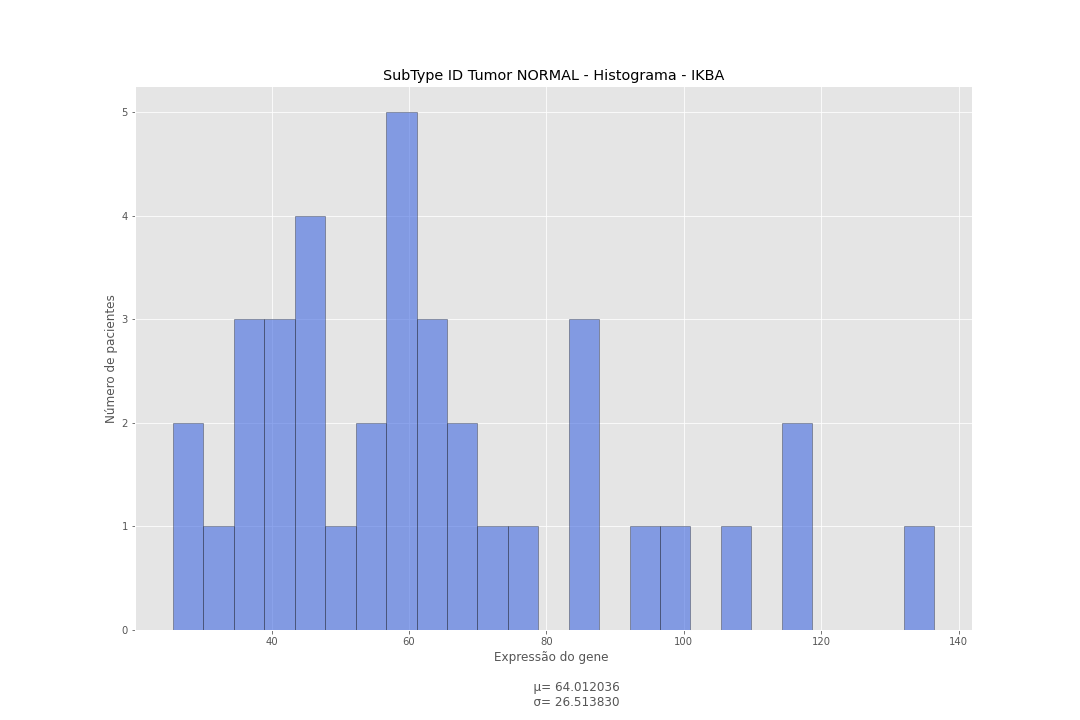 SubType ID Tumor NORMAL - Histograma - IKBA
5
4
3
2
1
0
Número de pacientes
40 60 80 100 120 140
Expressão do gene
μ= 64.012036
σ= 26.513830